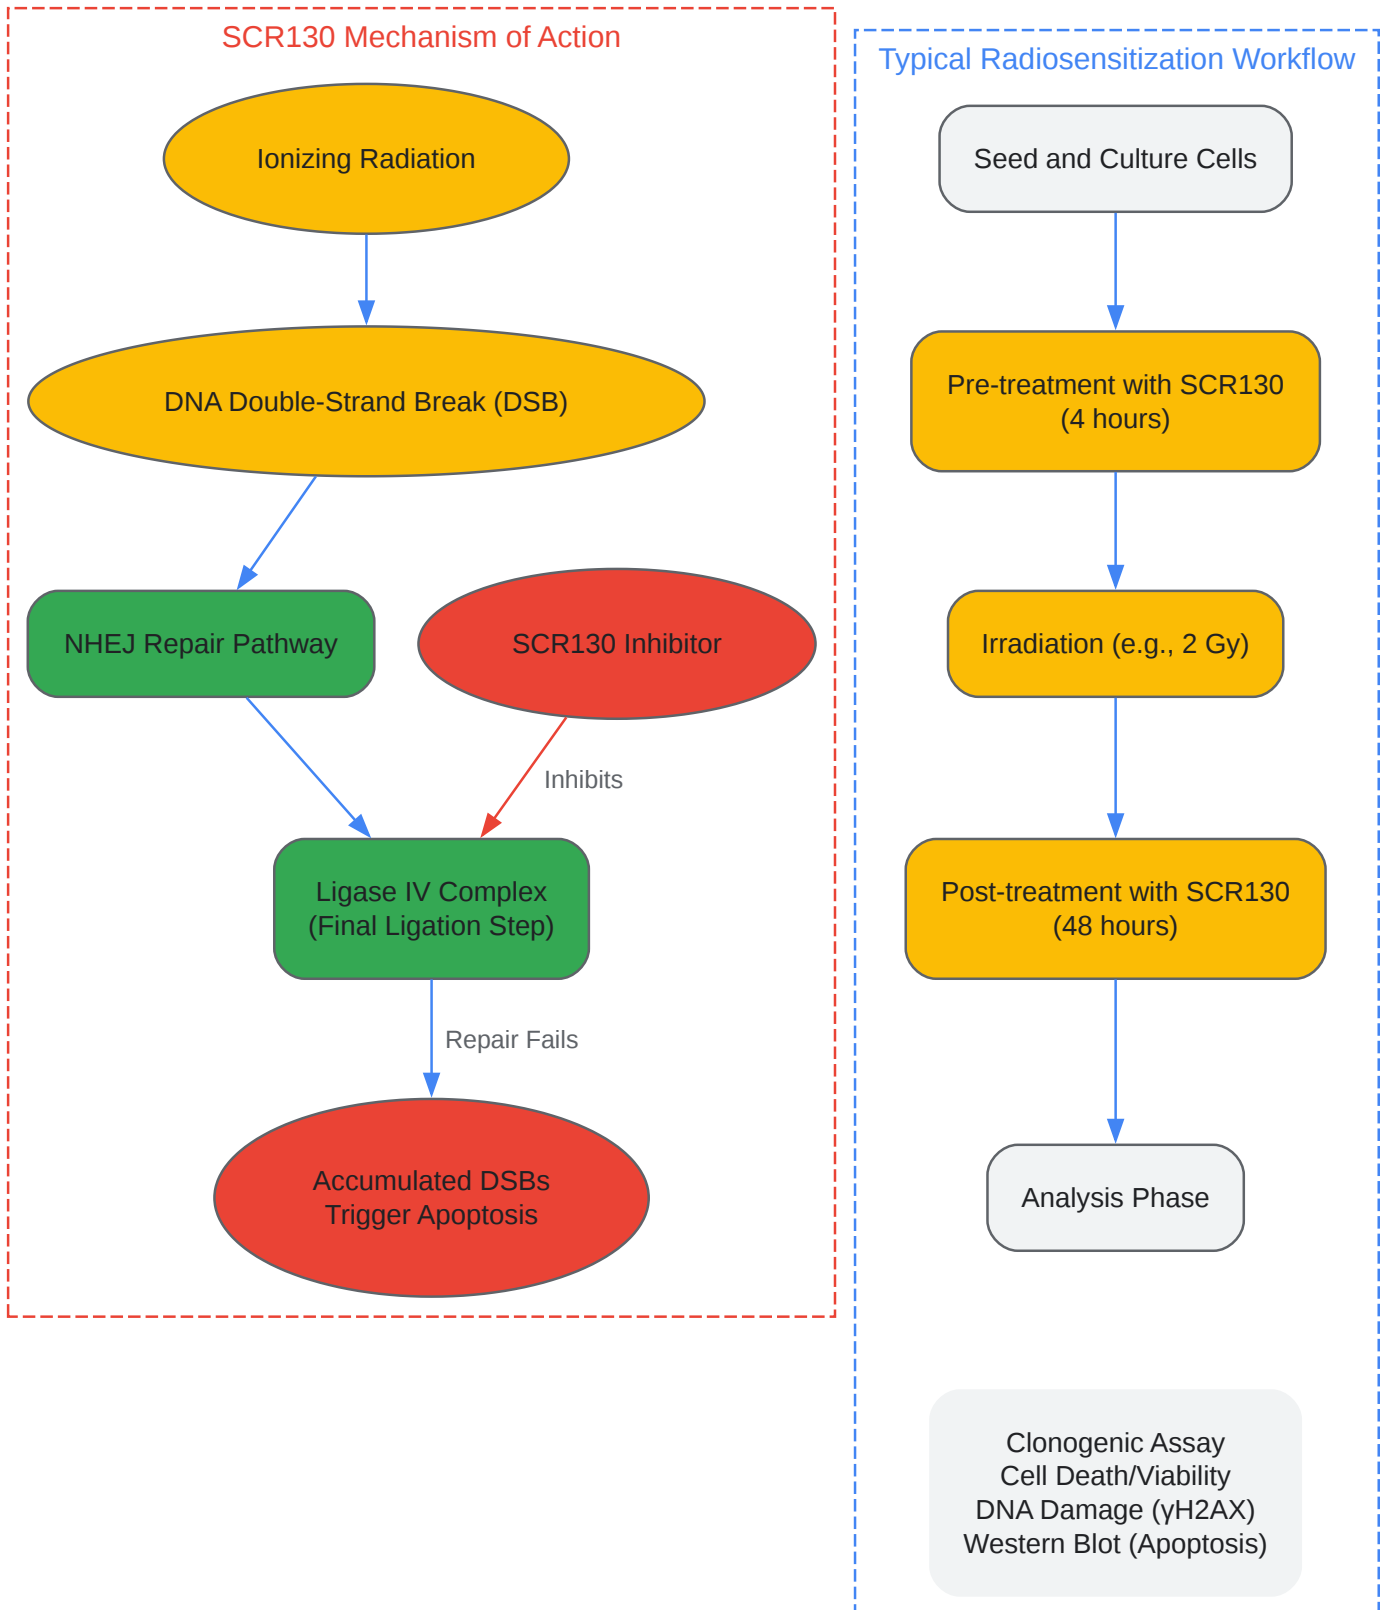 SCR130 Mechanism of Action
Ionizing Radiation
DNA Double-Strand Break (DSB)
NHEJ Repair Pathway
SCR130 Inhibitor
Inhibits
Ligase IV Complex
(Final Ligation Step)
Repair Fails
Accumulated DSBs
Trigger Apoptosis
Typical Radiosensitization Workflow
Seed and Culture Cells
Pre-treatment with SCR130
(4 hours)
Irradiation (e.g., 2 Gy)
Post-treatment with SCR130
(48 hours)
Analysis Phase
Clonogenic Assay
Cell Death/Viability
DNA Damage (γH2AX)
Western Blot (Apoptosis)